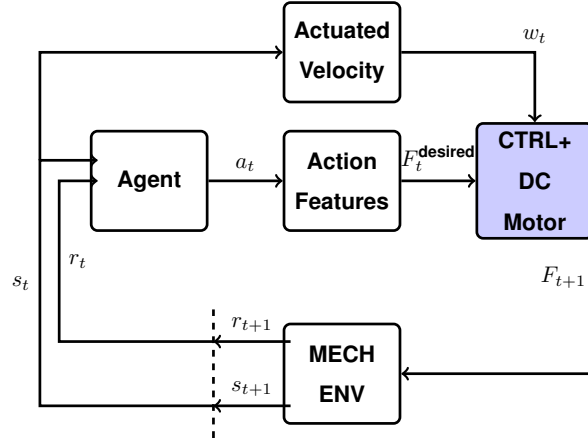 Actuated
Velocity
$w_t$
Agent
$a_t$
Action
Features
$F_t^{\text{desired}}$
CTRL+
DC
Motor
$r_t$
$s_t$
$F_{t+1}$
$r_{t+1}$
MECH
ENV
$s_{t+1}$